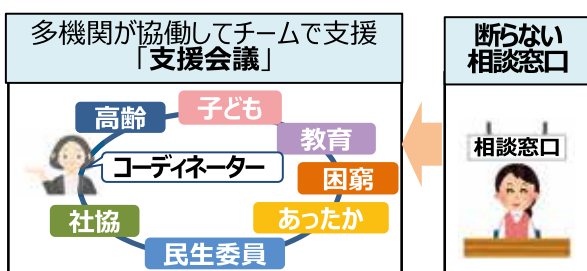 多機関が協働してチームで支援
「支援会議」
高齢
子ども
教育
コーディネーター
困窮
社協
あったか
民生委員
断らない
相談窓口
相談窓口